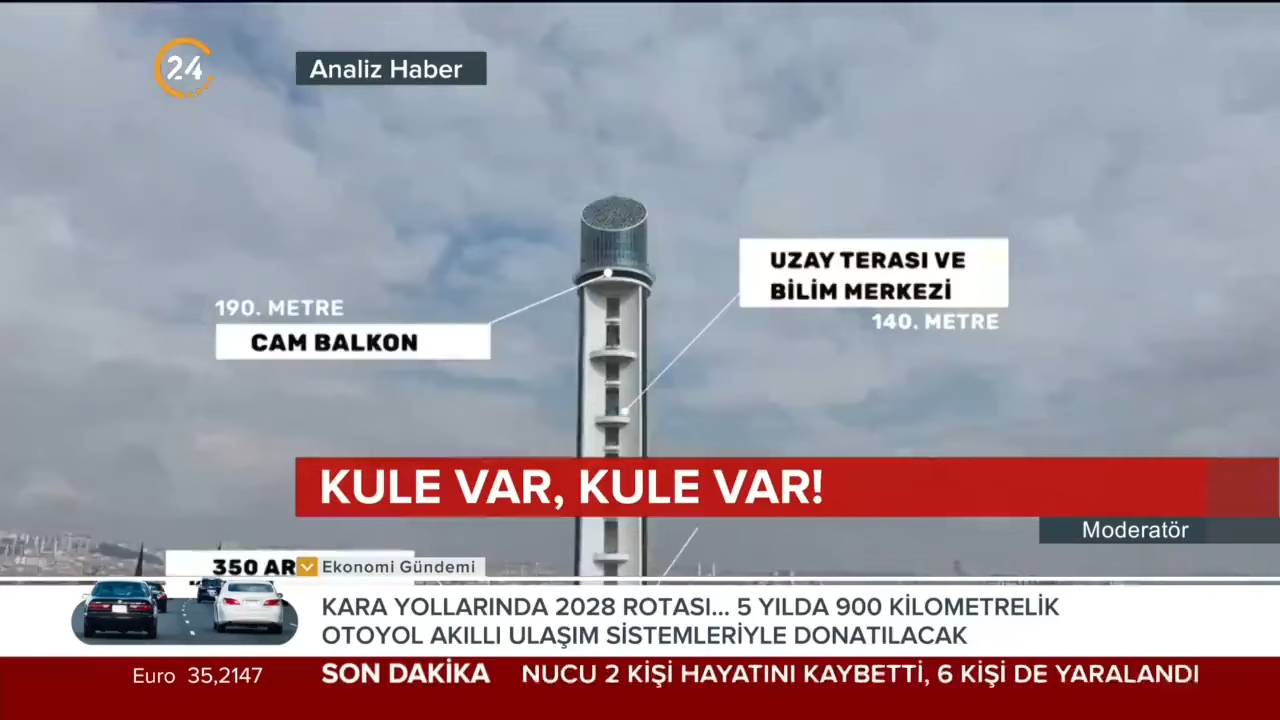 24
Analiz Haber
UZAY TERASI VE
BİLİM MERKEZİ
140. METRE
190. METRE
CAM BALKON
KULE VAR, KULE VAR!
Moderatör
350 AR
Ekonomi Gündemi
KARA YOLLARINDA 2028 ROTASI... 5 YILDA 900 KİLOMETRELİK
OTOYOL AKILLI ULAŞIM SİSTEMLERİYLE DONATILACAK
Euro 35,2147
SON DAKİKA
NUCU 2 KİŞİ HAYATINI KAYBETTİ, 6 KİŞİ DE YARALANDI